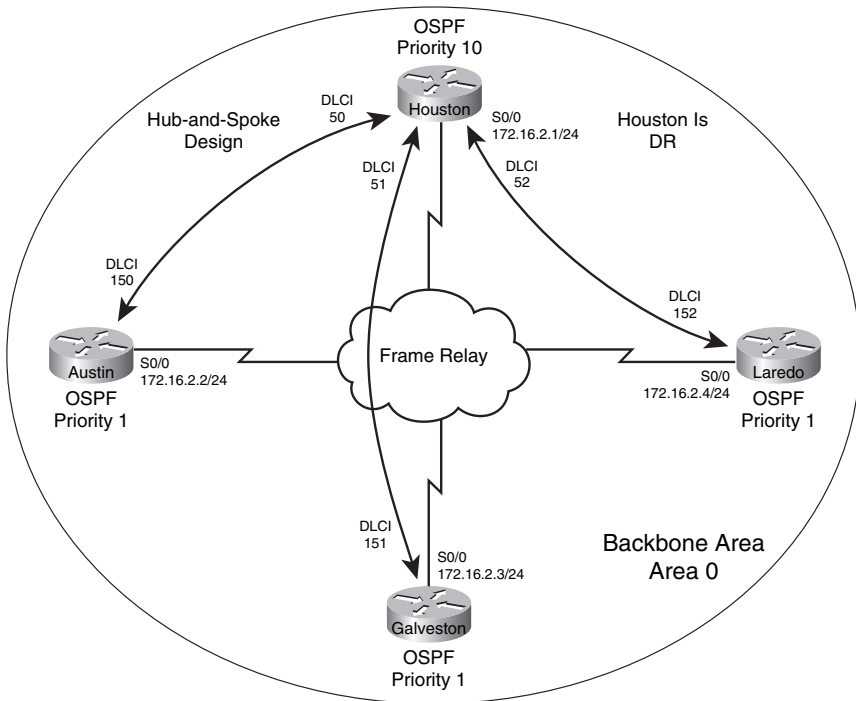 OSPF
Priority 10
Houston
Hub-and-Spoke
Design
DLCI
50
S0/0
172.16.2.1/24
Houston Is
DR
DLCI
51
DLCI
52
DLCI
150
DLCI
152
Frame Relay
Austin
S0/0
172.16.2.2/24
OSPF
Priority 1
Laredo
S0/0
172.16.2.4/24
OSPF
Priority 1
DLCI
151
S0/0
172.16.2.3/24
Backbone Area
Area 0
Galveston
OSPF
Priority 1